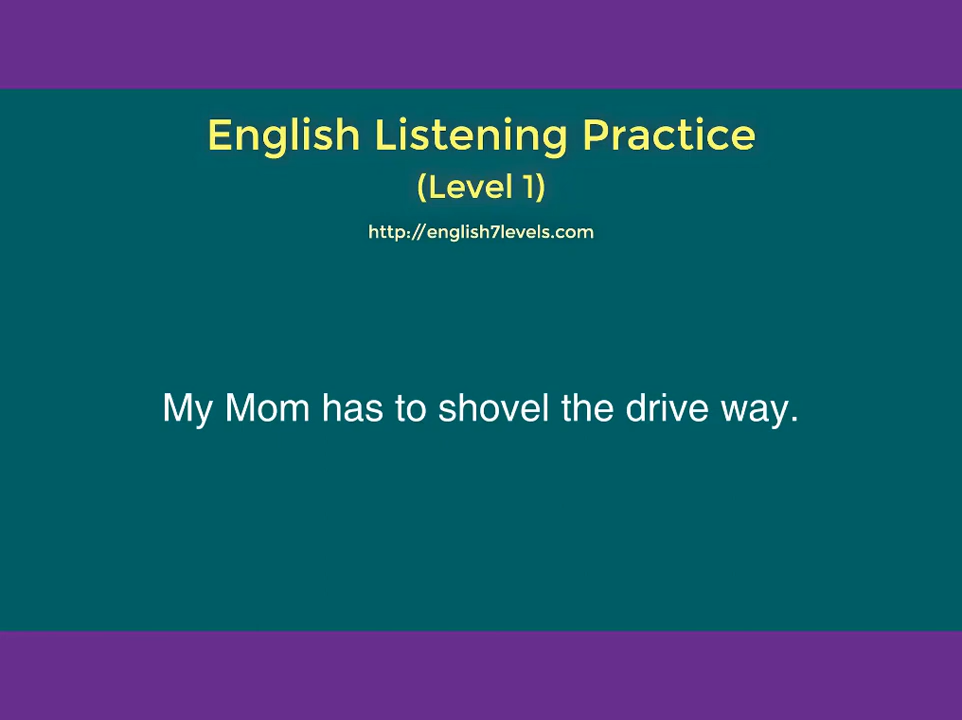 English Listening Practice
(Level 1)
http://english7levels.com
My Mom has to shovel the drive way.